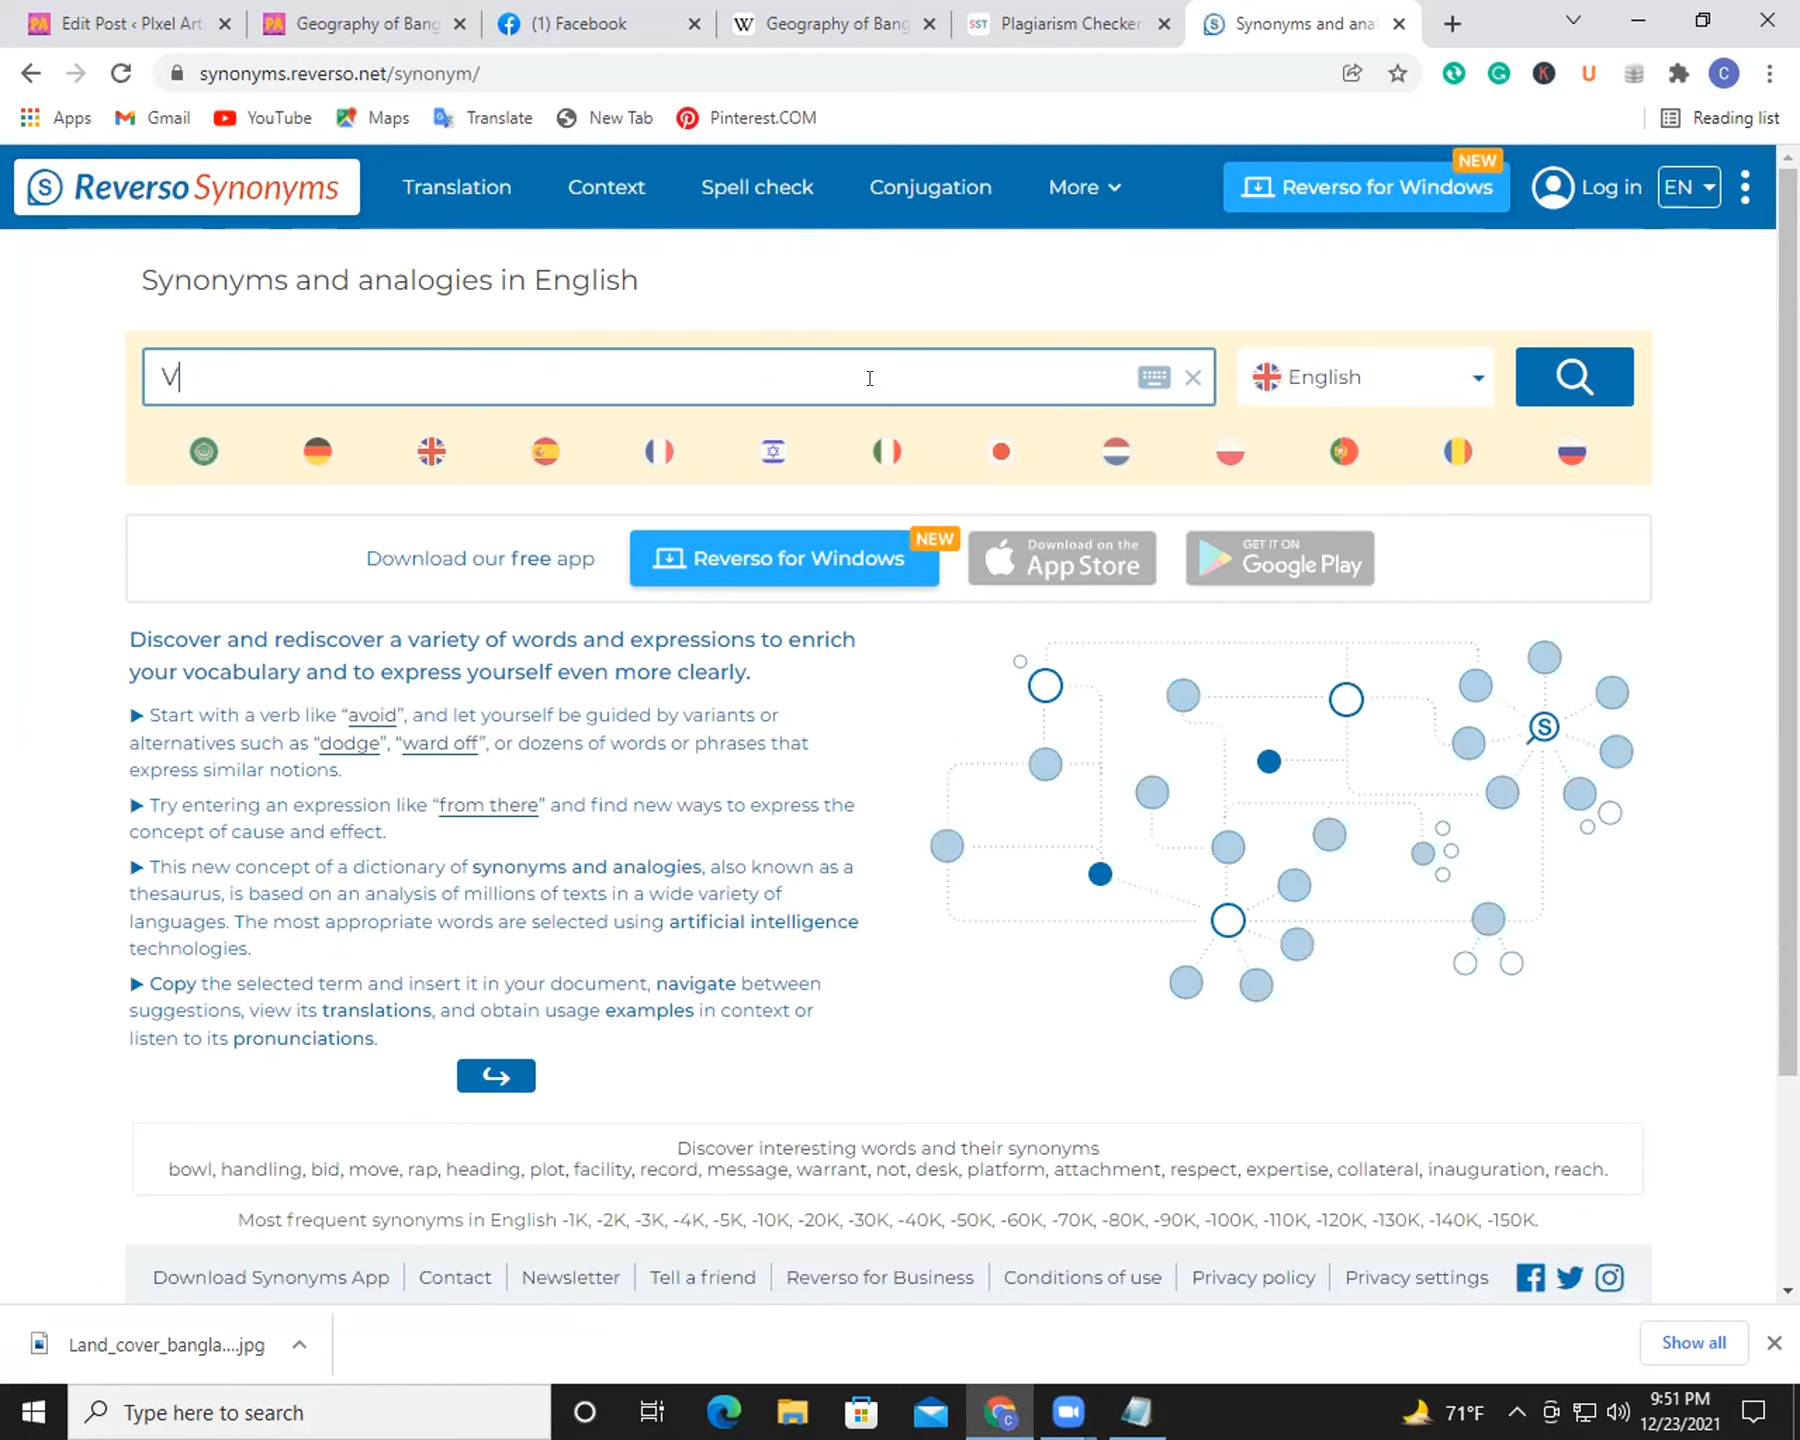 Edit Post ‹ PIxel Art
Geography of Bang
(1) Facebook
W Geography of Bang
SST Plagiarism Checker
Synonyms and anal
synonyms.reverso.net/synonym/
Apps
Gmail
YouTube
Maps
Translate
New Tab
Pinterest.COM
Reading list
Reverso Synonyms
Translation
Context
Spell check
Conjugation
More
Reverso for Windows
NEW
Log in
EN
Synonyms and analogies in English
V
English
Download our free app
Reverso for Windows
NEW
Download on the
App Store
GET IT ON
Google Play
Discover and rediscover a variety of words and expressions to enrich
your vocabulary and to express yourself even more clearly.
▶ Start with a verb like “avoid”, and let yourself be guided by variants or
alternatives such as “dodge”, “ward off”, or dozens of words or phrases that
express similar notions.
▶ Try entering an expression like “from there” and find new ways to express the
concept of cause and effect.
▶ This new concept of a dictionary of synonyms and analogies, also known as a
thesaurus, is based on an analysis of millions of texts in a wide variety of
languages. The most appropriate words are selected using artificial intelligence
technologies.
▶ Copy the selected term and insert it in your document, navigate between
suggestions, view its translations, and obtain usage examples in context or
listen to its pronunciations.
Discover interesting words and their synonyms
bowl, handling, bid, move, rap, heading, plot, facility, record, message, warrant, not, desk, platform, attachment, respect, expertise, collateral, inauguration, reach.
Most frequent synonyms in English -1K, -2K, -3K, -4K, -5K, -10K, -20K, -30K, -40K, -50K, -60K, -70K, -80K, -90K, -100K, -110K, -120K, -130K, -140K, -150K.
Download Synonyms App
Contact
Newsletter
Tell a friend
Reverso for Business
Conditions of use
Privacy policy
Privacy settings
Land_cover_bangla....jpg
Show all
Type here to search
71°F
9:51 PM
12/23/2021